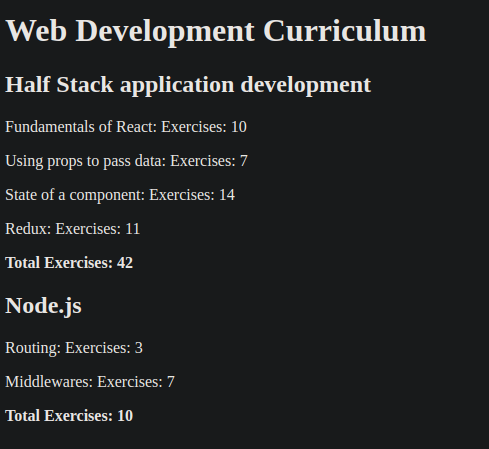 Web Development Curriculum
Half Stack application development
Fundamentals of React: Exercises: 10
Using props to pass data: Exercises: 7
State of a component: Exercises: 14
Redux: Exercises: 11
Total Exercises: 42
Node.js
Routing: Exercises: 3
Middlewares: Exercises: 7
Total Exercises: 10